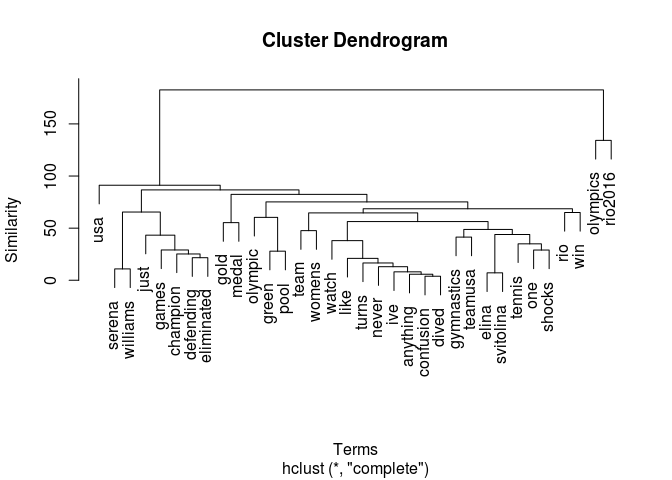 Cluster Dendrogram
Similarity
150
100
50
0
usa
serena
williams
just
games
champion
defending
eliminated
gold
medal
olympic
green
pool
team
womens
watch
like
turns
never
ive
anything
confusion
dived
gymnastics
teamusa
elina
svitolina
tennis
one
shocks
rio
win
olympics
rio2016
Terms
hclust (*, "complete")